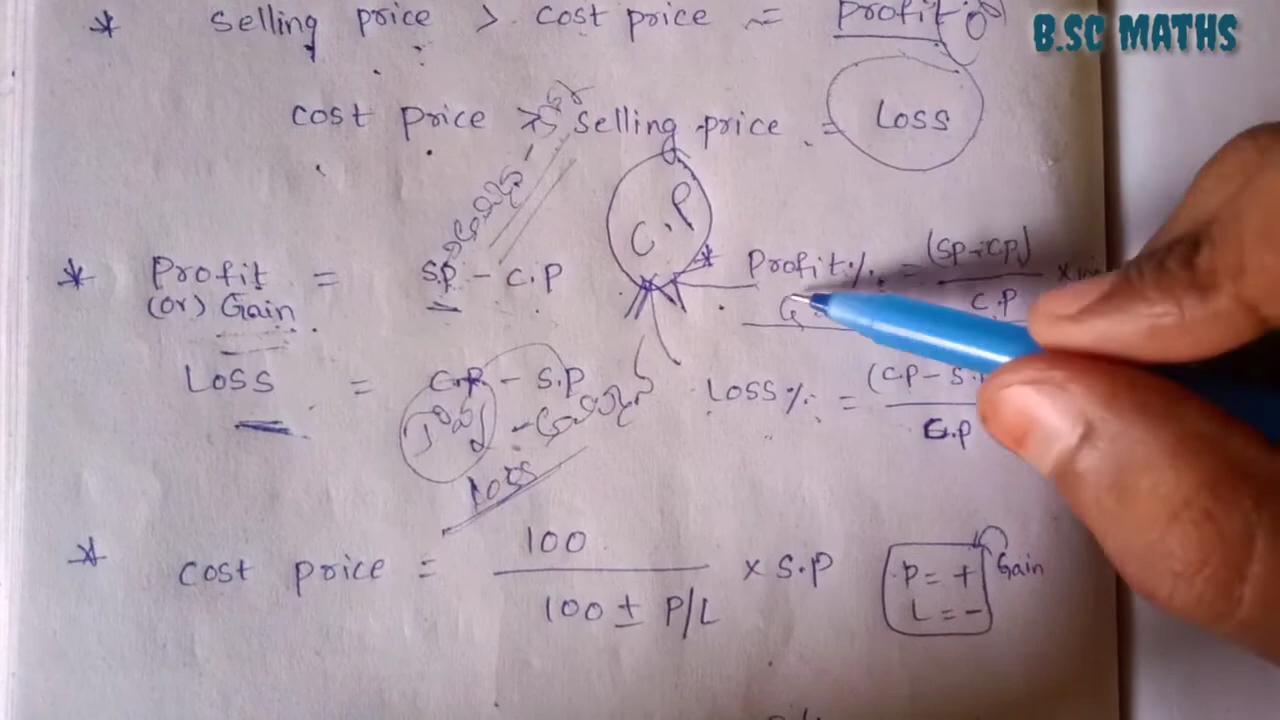 B.SC MATHS
* selling price > cost price = Profit
cost price > selling price = Loss
C.P
* Profit = S.P - C.P
(or) Gain
* Profit% = (SP - CP) / C.P ×
G
Loss = C.P - S.P
Loss% = (C.P - S. / C.P
Loss
* cost price = 100 / 100 ± P/L × S.P
P = + Gain
L = -